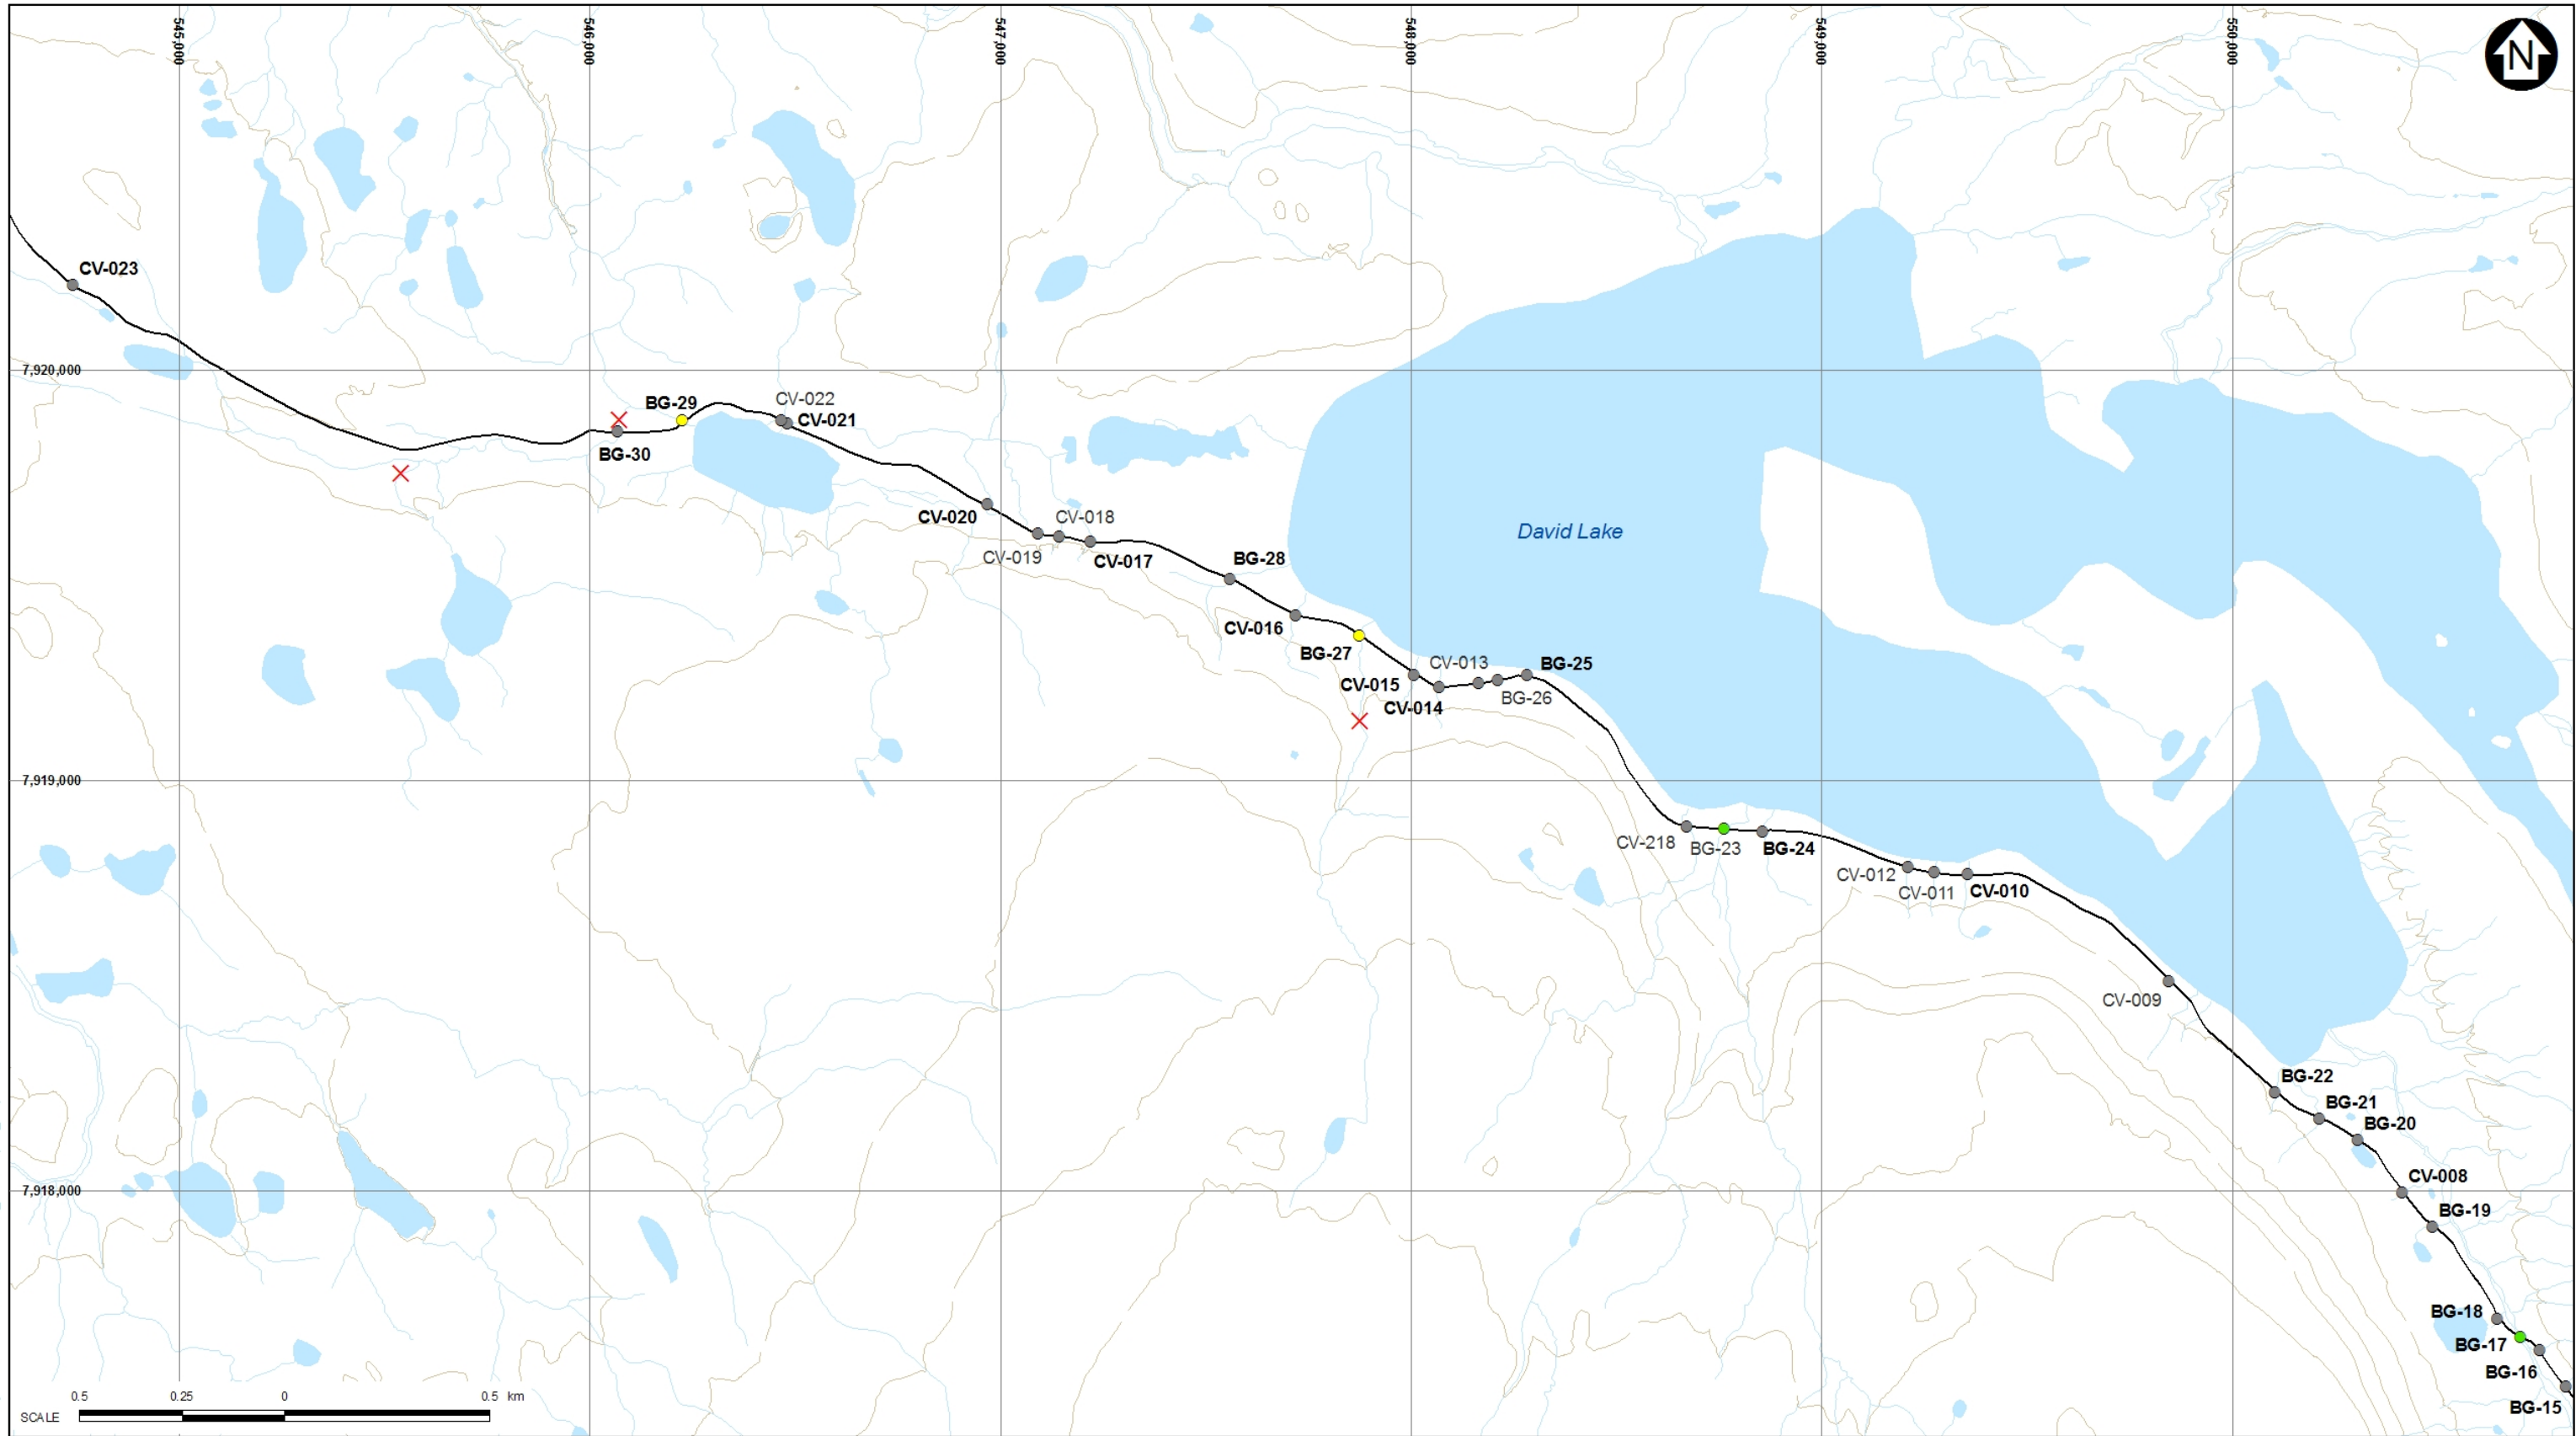 545,000
546,000
547,000
548,000
549,000
550,000
N
CV-023
7,920,000
CV-022
BG-29
CV-021
BG-30
CV-020
CV-018
David Lake
CV-019
CV-017
BG-28
CV-016
BG-27
CV-013
BG-25
CV-015
BG-26
CV-014
7,919,000
CV-218
BG-23
BG-24
CV-012
CV-011
CV-010
CV-009
BG-22
BG-21
BG-20
CV-008
7,918,000
BG-19
BG-18
BG-17
BG-16
0.5 0.25 0 0.5 km
BG-15
SCALE